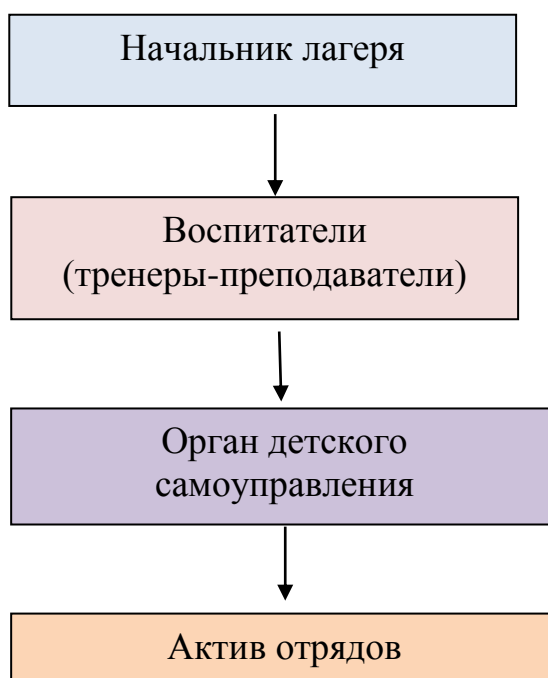 Начальник лагеря
Воспитатели
(тренеры-преподаватели)
Орган детского
самоуправления
Актив отрядов